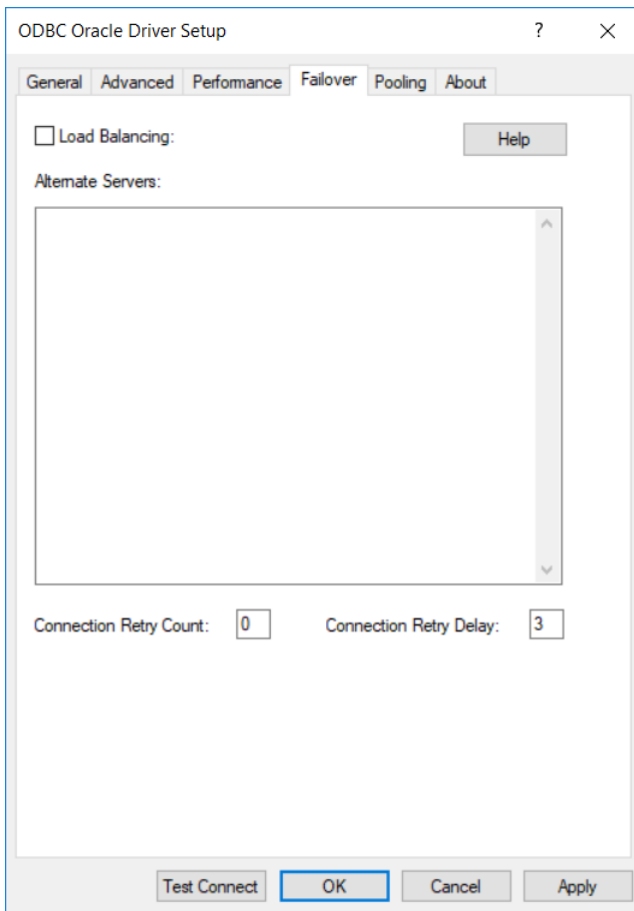 ODBC Oracle Driver Setup ?
General Advanced Performance Failover Pooling About
Load Balancing: Help
Alternate Servers:
Connection Retry Count: 0 Connection Retry Delay: 3
Test Connect OK Cancel Apply